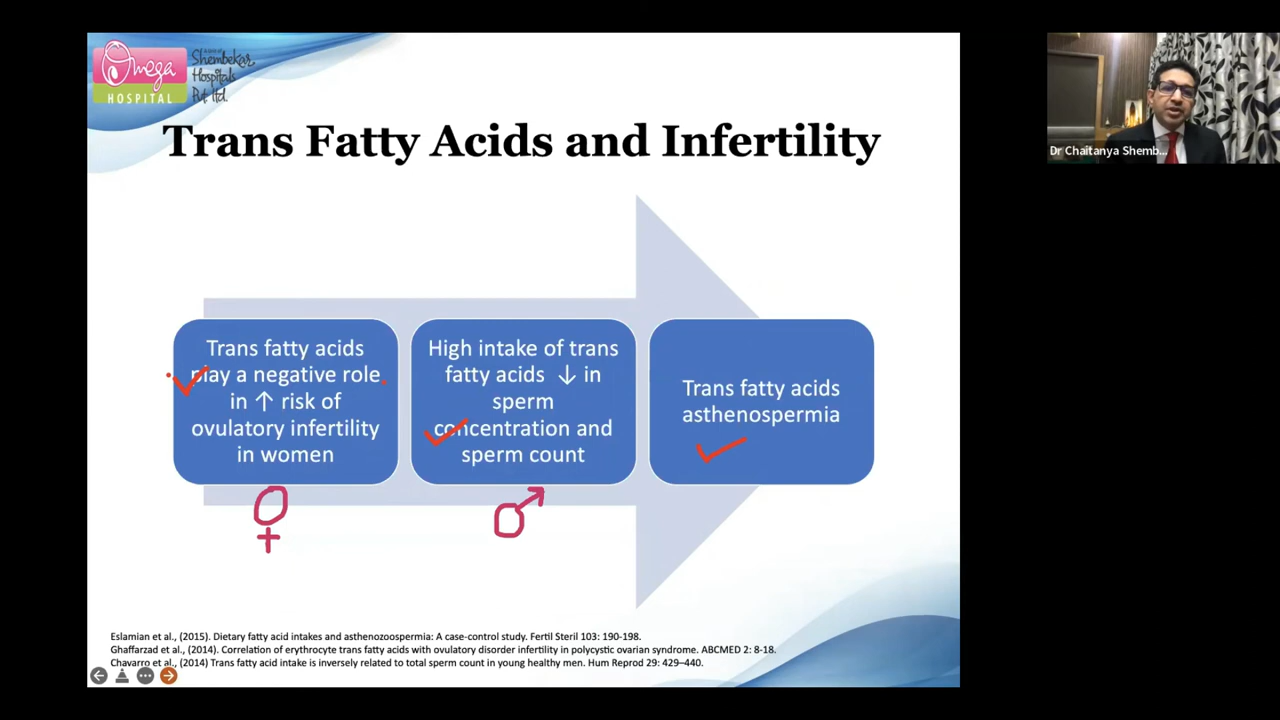 Omega
HOSPITAL
A Unit of
Shembekar
Hospitals
Pvt. ltd.
Dr Chaitanya Shemb...
Trans Fatty Acids and Infertility
Trans fatty acids
play a negative role
in ↑ risk of
ovulatory infertility
in women
High intake of trans
fatty acids ↓ in
sperm
concentration and
sperm count
Trans fatty acids
asthenospermia
Eslamian et al., (2015). Dietary fatty acid intakes and asthenozoospermia: A case-control study. Fertil Steril 103: 190-198.
Ghaffarzad et al., (2014). Correlation of erythrocyte trans fatty acids with ovulatory disorder infertility in polycystic ovarian syndrome. ABCMED 2: 8-18.
Chavarro et al., (2014) Trans fatty acid intake is inversely related to total sperm count in young healthy men. Hum Reprod 29: 429–440.